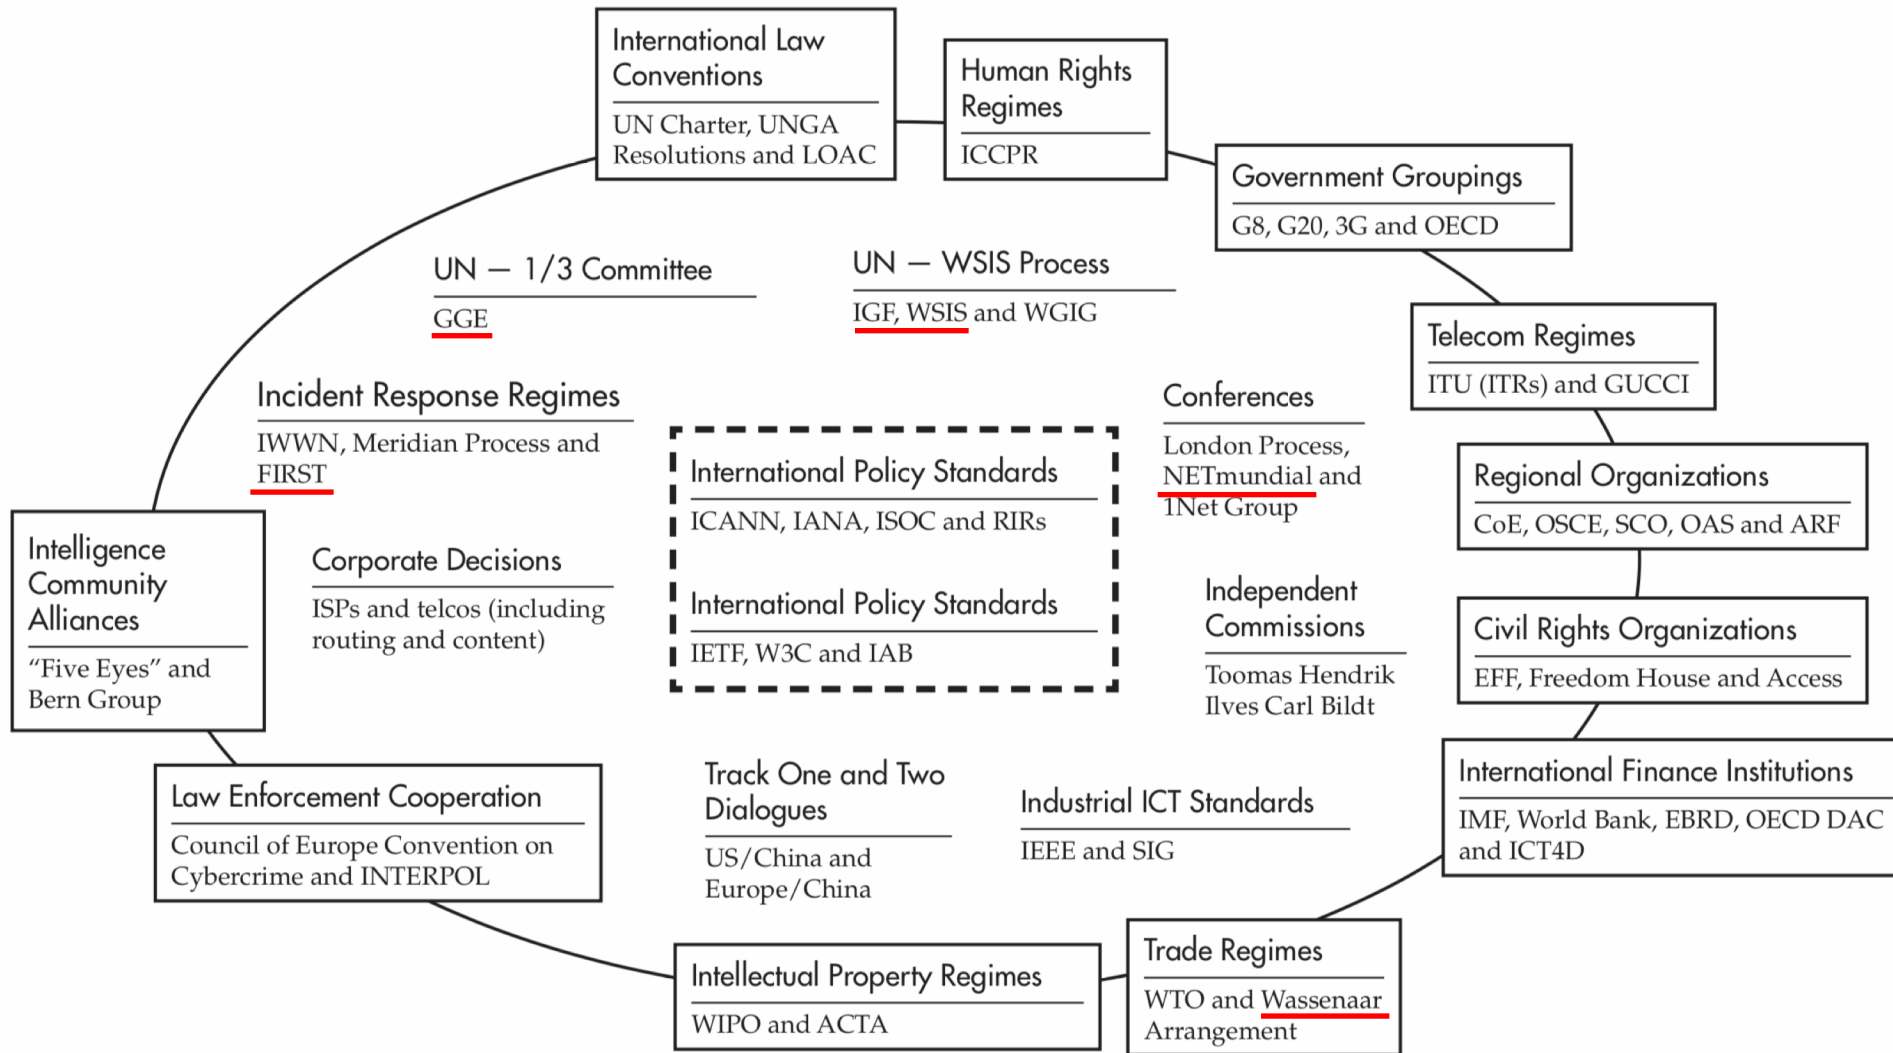 International Law
Conventions
UN Charter, UNGA
Resolutions and LOAC
Human Rights
Regimes
ICCPR
Government Groupings
G8, G20, 3G and OECD
UN — 1/3 Committee
GGE
UN — WSIS Process
IGF, WSIS and WGIG
Telecom Regimes
ITU (ITRs) and GUCCI
Incident Response Regimes
IWWN, Meridian Process and
FIRST
Conferences
London Process,
NETmundial and
1Net Group
International Policy Standards
ICANN, IANA, ISOC and RIRs
International Policy Standards
IETF, W3C and IAB
Regional Organizations
CoE, OSCE, SCO, OAS and ARF
Intelligence
Community
Alliances
“Five Eyes” and
Bern Group
Corporate Decisions
ISPs and telcos (including
routing and content)
Independent
Commissions
Toomas Hendrik
Ilves Carl Bildt
Civil Rights Organizations
EFF, Freedom House and Access
Law Enforcement Cooperation
Council of Europe Convention on
Cybercrime and INTERPOL
Track One and Two
Dialogues
US/China and
Europe/China
Industrial ICT Standards
IEEE and SIG
International Finance Institutions
IMF, World Bank, EBRD, OECD DAC
and ICT4D
Intellectual Property Regimes
WIPO and ACTA
Trade Regimes
WTO and Wassenaar
Arrangement